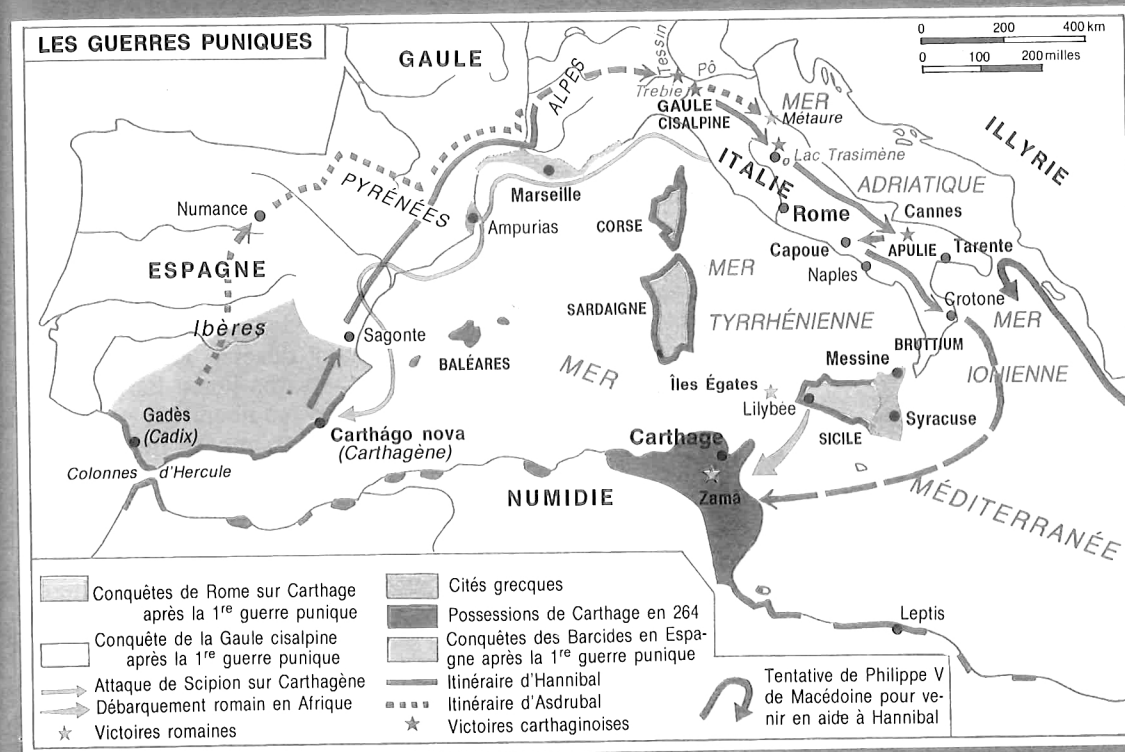 LES GUERRES PUNIQUES
0 200 400 km
0 100 200 milles
GAULE
ALPES
Tessin
Pô
Trebie
GAULE
CISALPINE
MER
Métaure
ILLYRIE
Lac Trasimène
ITALIE
ADRIATIQUE
PYRÉNÉES
Marseille
Numance
Ampurias
CORSE
Rome
Cannes
Capoue
APULIE
Tarente
Naples
ESPAGNE
MER
SARDAIGNE
TYRRHÉNIENNE
Crotone
MER
Ibères
Sagonte
BALÉARES
MER
BRUTTIUM
Messine
IONIENNE
Îles Égates
Lilybée
Syracuse
SICILE
Gadès
(Cadix)
Carthágo nova
(Carthagène)
Carthage
Colonnes d'Hercule
NUMIDIE
Zamá
MÉDITERRANÉE
Leptis
Conquêtes de Rome sur Carthage
après la 1re guerre punique
Conquête de la Gaule cisalpine
après la 1re guerre punique
Attaque de Scipion sur Carthagène
Débarquement romain en Afrique
Victoires romaines
Cités grecques
Possessions de Carthage en 264
Conquêtes des Barcides en Espa-
gne après la 1re guerre punique
Itinéraire d'Hannibal
Itinéraire d'Asdrubal
Victoires carthaginoises
Tentative de Philippe V
de Macédoine pour ve-
nir en aide à Hannibal